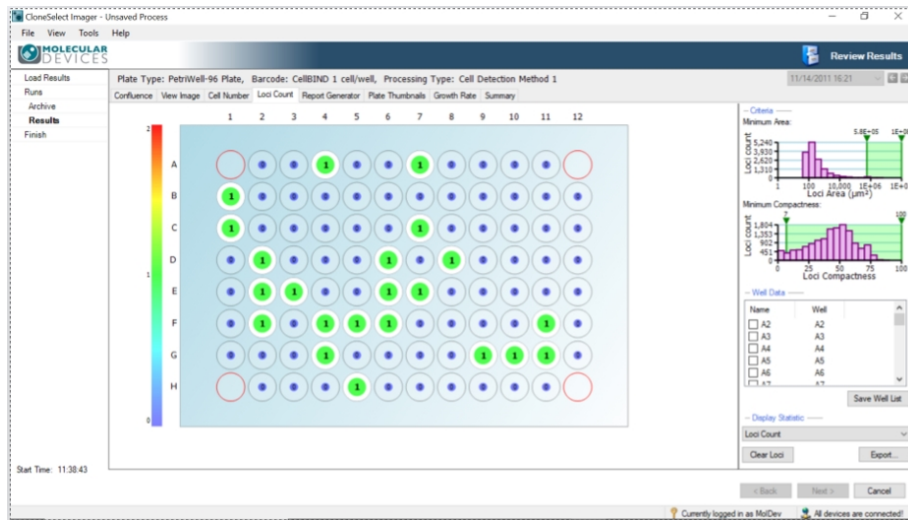 CloneSelect Imager - Unsaved Process
File View Tools Help
MOLECULAR
DEVICES
Review Results
Load Results
Runs
Archive
Results
Finish
Plate Type: PetriWell-96 Plate, Barcode: CellBIND 1 cell/well, Processing Type: Cell Detection Method 1
11/14/2011 16:21
Confluence View Image Cell Number Loci Count Report Generator Plate Thumbnails Growth Rate Summary
1 2 3 4 5 6 7 8 9 10 11 12
2
1
0
A 1 1
B 1
C 1 1
D 1 1 1
E 1 1 1 1
F 1 1 1 1 1
G 1 1 1 1
H 1
Criteria
Minimum Area:
5.8E+05
Loci count
5,240
3,930
2,620
1,310
0
1 100 10,000 1E+06 1E+0
Loci Area (µm²)
Minimum Compactness:
7 100
Loci count
1,804
1,353
902
451
0
0 25 50 75 100
Loci Compactness
Well Data
Name Well
A2 A2
A3 A3
A4 A4
A5 A5
A6 A6
A7 A7
Save Well List
Display Statistic
Loci Count
Clear Loci Export...
Start Time: 11:38:43
< Back Next > Cancel
Currently logged in as MolDev All devices are connected!